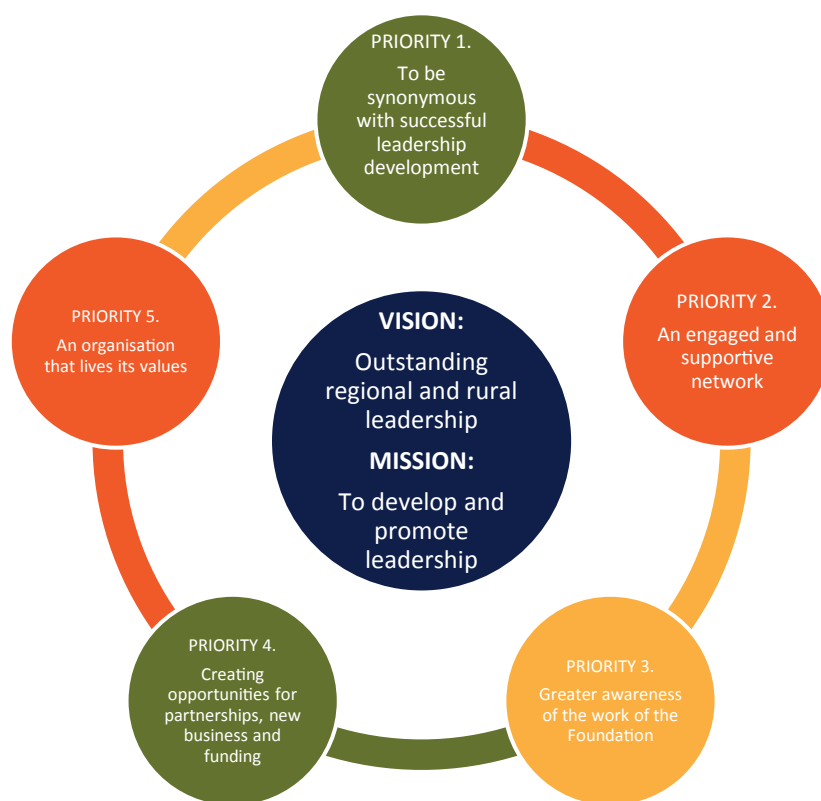 PRIORITY 1.
To be
synonymous
with successful
leadership
development
PRIORITY 2.
An engaged and
supportive
network
PRIORITY 3.
Greater awareness
of the work of the
Foundation
PRIORITY 4.
Creating
opportunities for
partnerships, new
business and
funding
PRIORITY 5.
An organisation
that lives its values
VISION:
Outstanding
regional and rural
leadership
MISSION:
To develop and
promote
leadership